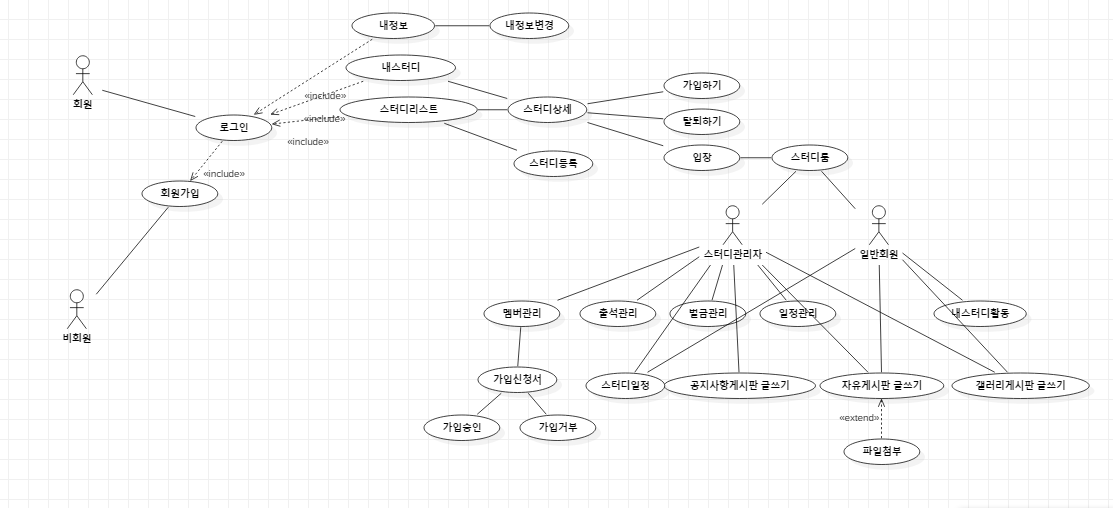 내정보
내정보변경
회원
내스터디
«include»
스터디리스트
스터디상세
가입하기
«include»
로그인
탈퇴하기
«include»
스터디등록
입장
스터디룸
«include»
회원가입
스터디관리자
일반회원
비회원
멤버관리
출석관리
벌금관리
일정관리
내스터디활동
가입신청서
스터디일정
공지사항게시판 글쓰기
자유게시판 글쓰기
갤러리게시판 글쓰기
가입승인
가입거부
«extend»
파일첨부